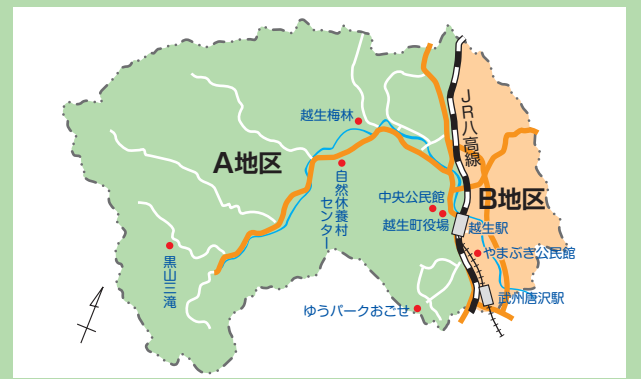 越生梅林
JR八高線
A地区
自然休養村
センター
中央公民館
越生町役場
B地区
越生駅
やまぶき公民館
黒山三滝
武州唐沢駅
ゆうパークおごせ